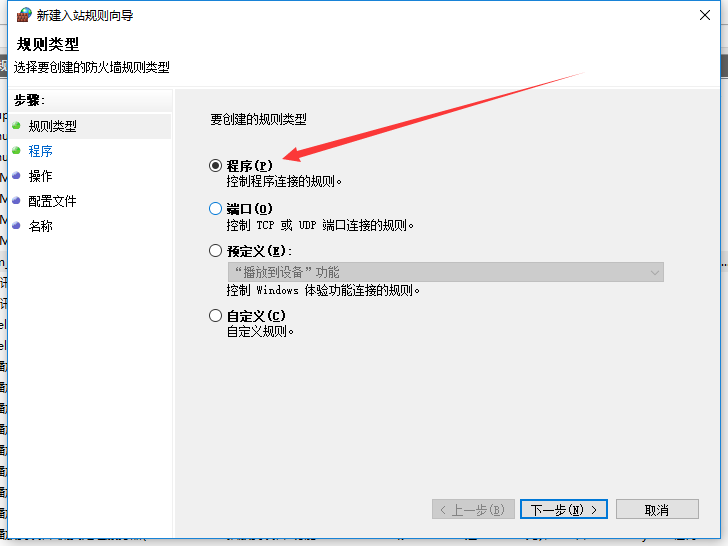 新建入站规则向导
规则类型
选择要创建的防火墙规则类型
步骤:
规则类型
程序
操作
配置文件
名称
要创建的规则类型
程序(P)
控制程序连接的规则。
端口(O)
控制 TCP 或 UDP 端口连接的规则。
预定义(E):
“播放到设备”功能
控制 Windows 体验功能连接的规则。
自定义(C)
自定义规则。
< 上一步(B)
下一步(N) >
取消